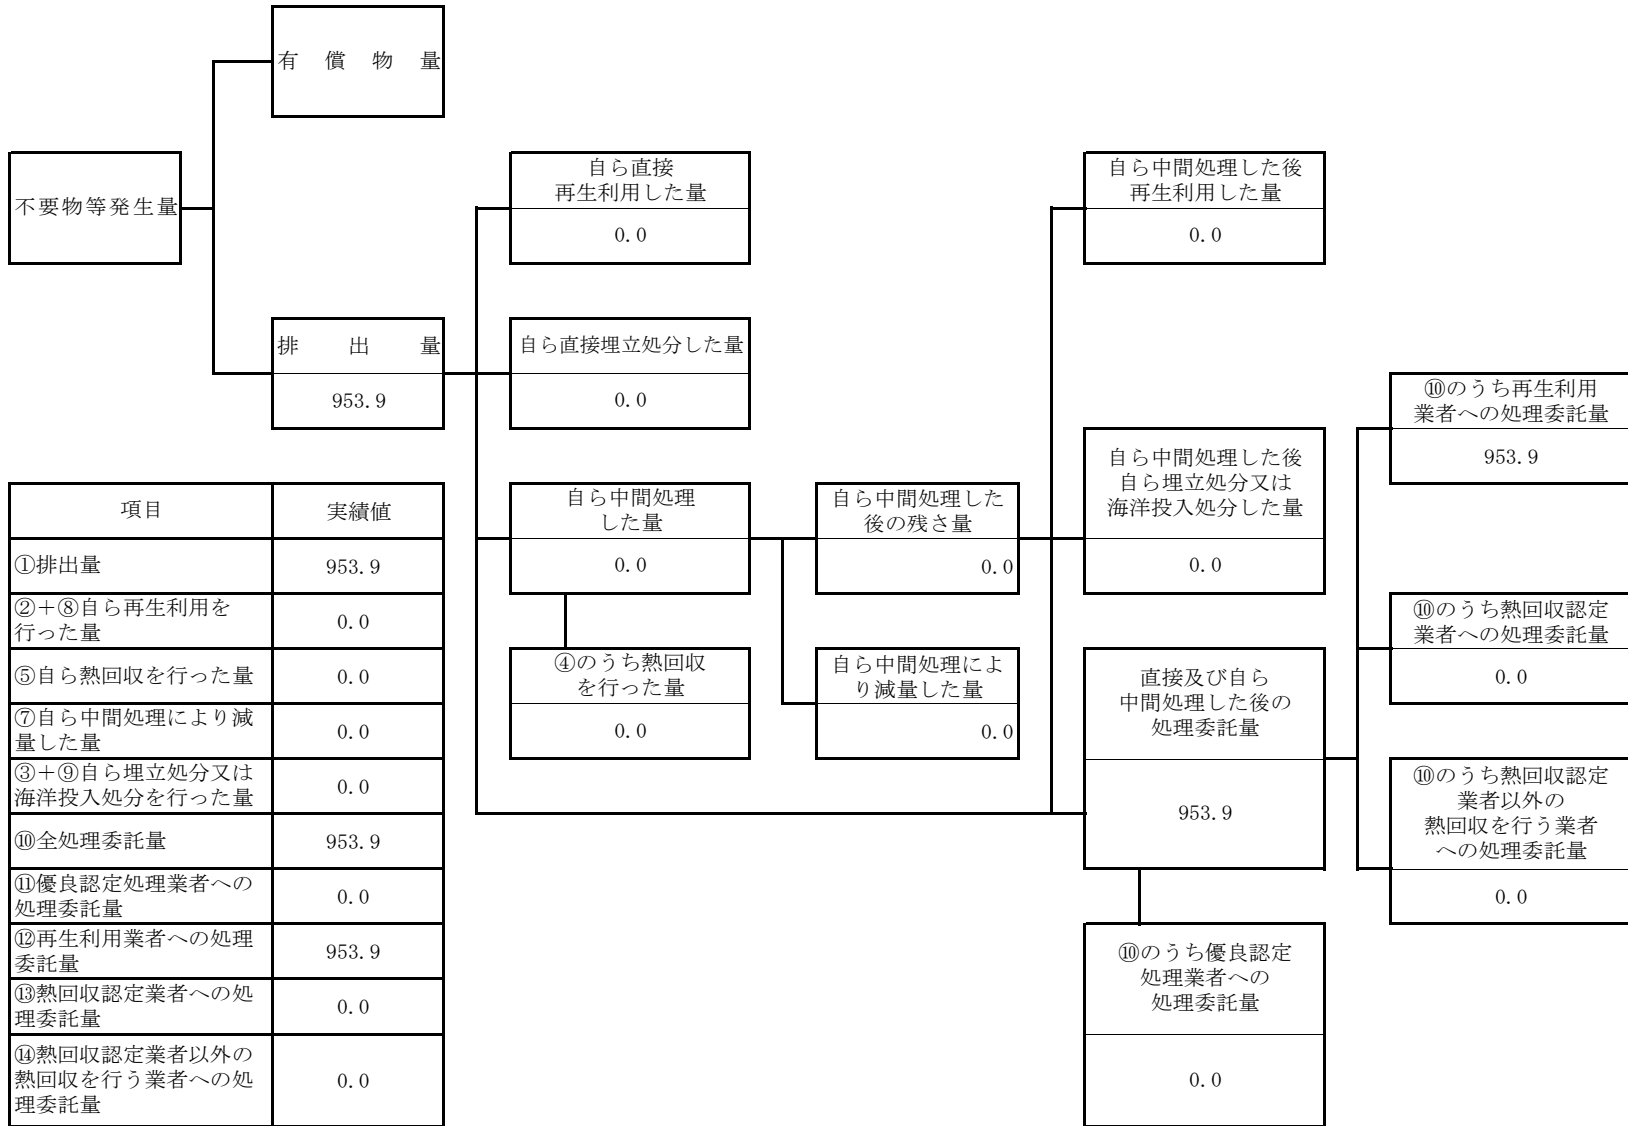 有償物量
不要物等発生量
排出量
953.9
自ら直接
再生利用した量
0.0
自ら直接埋立処分した量
0.0
自ら中間処理
した量
0.0
④のうち熱回収
を行った量
0.0
自ら中間処理した
後の残さ量
0.0
自ら中間処理によ
り減量した量
0.0
自ら中間処理した後
再生利用した量
0.0
自ら中間処理した後
自ら埋立処分又は
海洋投入処分した量
0.0
直接及び自ら
中間処理した後の
処理委託量
953.9
⑩のうち優良認定
処理業者への
処理委託量
0.0
⑩のうち再生利用
業者への処理委託量
953.9
⑩のうち熱回収認定
業者への処理委託量
0.0
⑩のうち熱回収認定
業者以外の
熱回収を行う業者
への処理委託量
0.0
項目 実績値
①排出量 953.9
②+⑧自ら再生利用を
行った量 0.0
⑤自ら熱回収を行った量 0.0
⑦自ら中間処理により減
量した量 0.0
③+⑨自ら埋立処分又は
海洋投入処分を行った量 0.0
⑩全処理委託量 953.9
⑪優良認定処理業者への
処理委託量 0.0
⑫再生利用業者への処理
委託量 953.9
⑬熱回収認定業者への処
理委託量 0.0
⑭熱回収認定業者以外の
熱回収を行う業者への処
理委託量 0.0